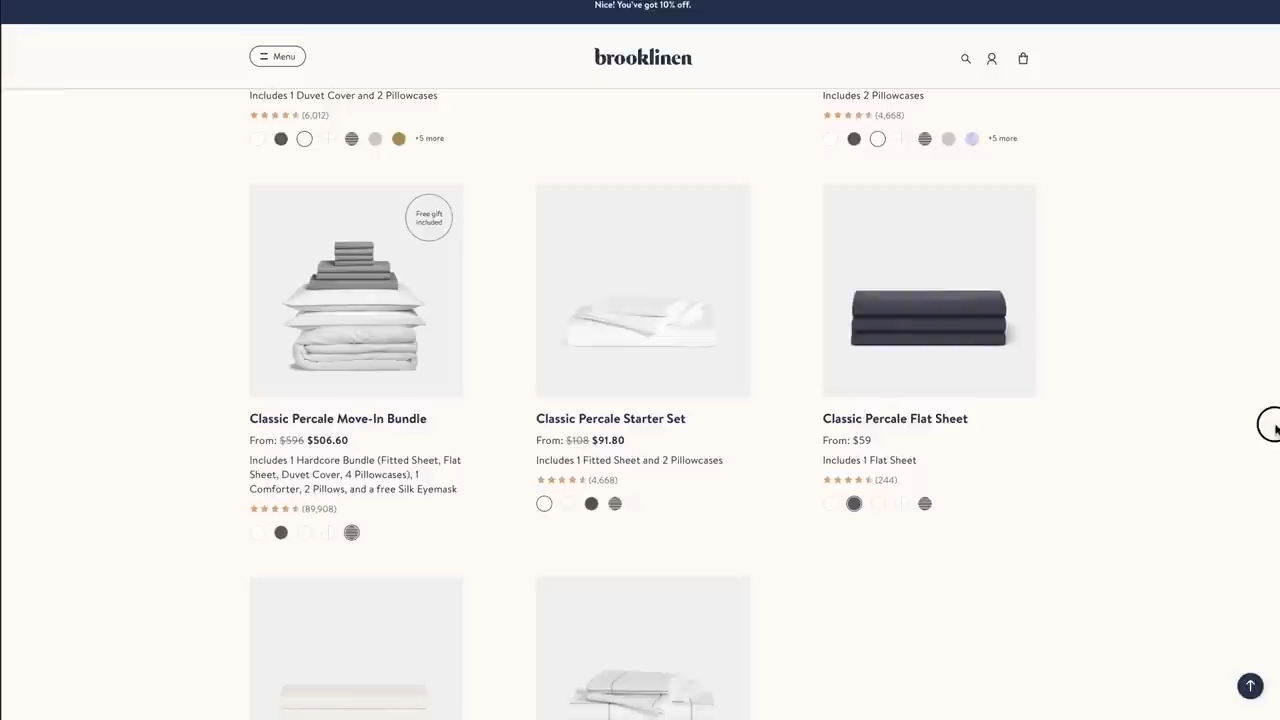 Nice! You've got 10% off.
Menu
brooklinen
Includes 1 Duvet Cover and 2 Pillowcases
(6,012)
+5 more
Includes 2 Pillowcases
(4,668)
+5 more
Free gift
included
Classic Percale Move-In Bundle
From: $596 $506.60
Includes 1 Hardcore Bundle (Fitted Sheet, Flat
Sheet, Duvet Cover, 4 Pillowcases), 1
Comforter, 2 Pillows, and a free Silk Eyemask
(89,908)
Classic Percale Starter Set
From: $108 $91.80
Includes 1 Fitted Sheet and 2 Pillowcases
(4,668)
Classic Percale Flat Sheet
From: $59
Includes 1 Flat Sheet
(244)